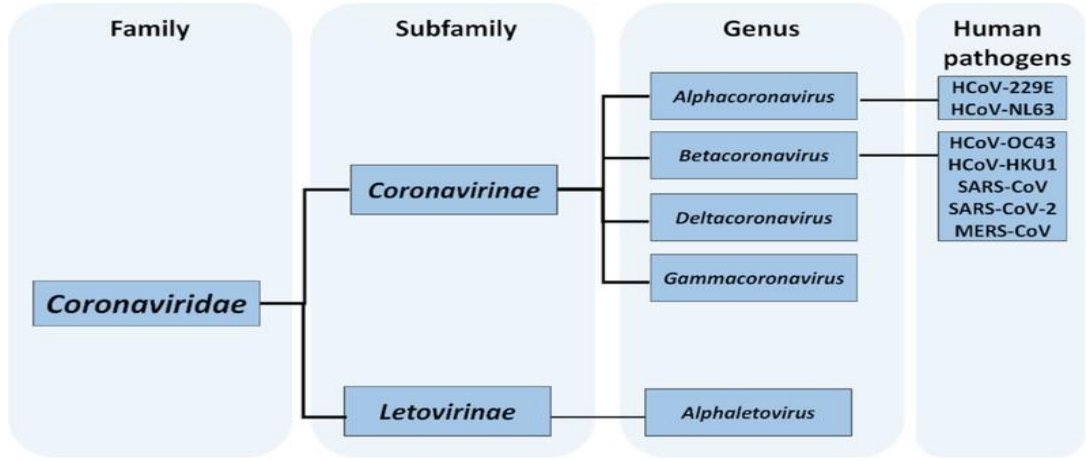 Family
Subfamily
Genus
Human
pathogens
Alphacoronavirus
HCoV-229E
HCoV-NL63
Betacoronavirus
HCoV-OC43
HCoV-HKU1
SARS-CoV
SARS-CoV-2
MERS-CoV
Coronavirinae
Deltacoronavirus
Gammacoronavirus
Coronaviridae
Letovirinae
Alphaletovirus